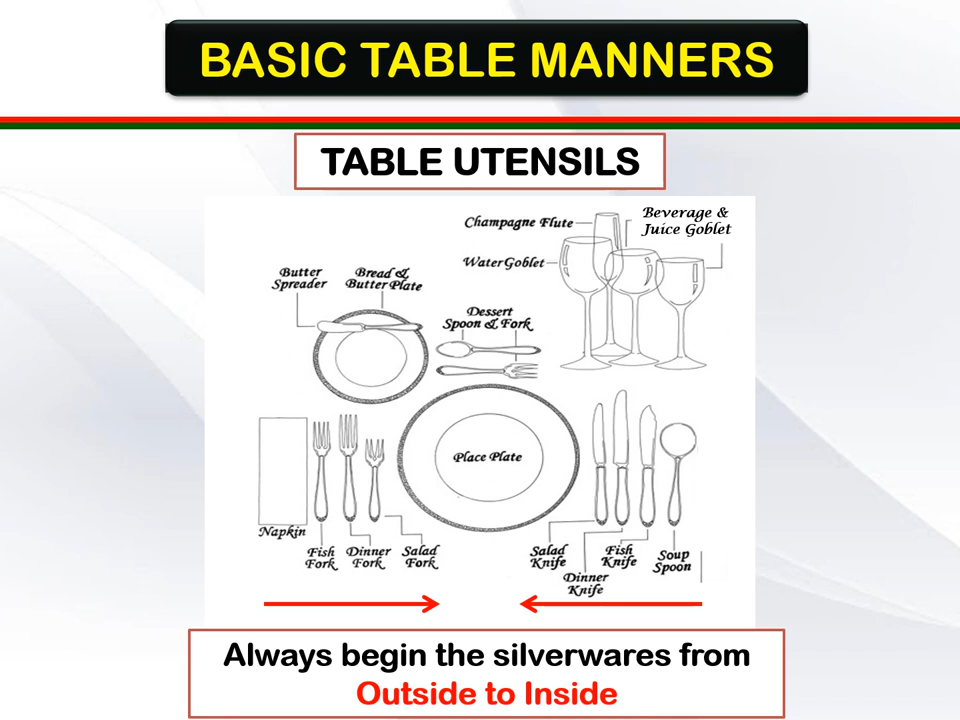 BASIC TABLE MANNERS
TABLE UTENSILS
Champagne Flute
Beverage &
Juice Goblet
Water Goblet
Butter
Spreader
Bread &
Butter Plate
Dessert
Spoon & Fork
Place Plate
Napkin
Fish
Fork
Dinner
Fork
Salad
Fork
Salad
Knife
Dinner
Knife
Fish
Knife
Soup
Spoon
Always begin the silverwares from
Outside to Inside